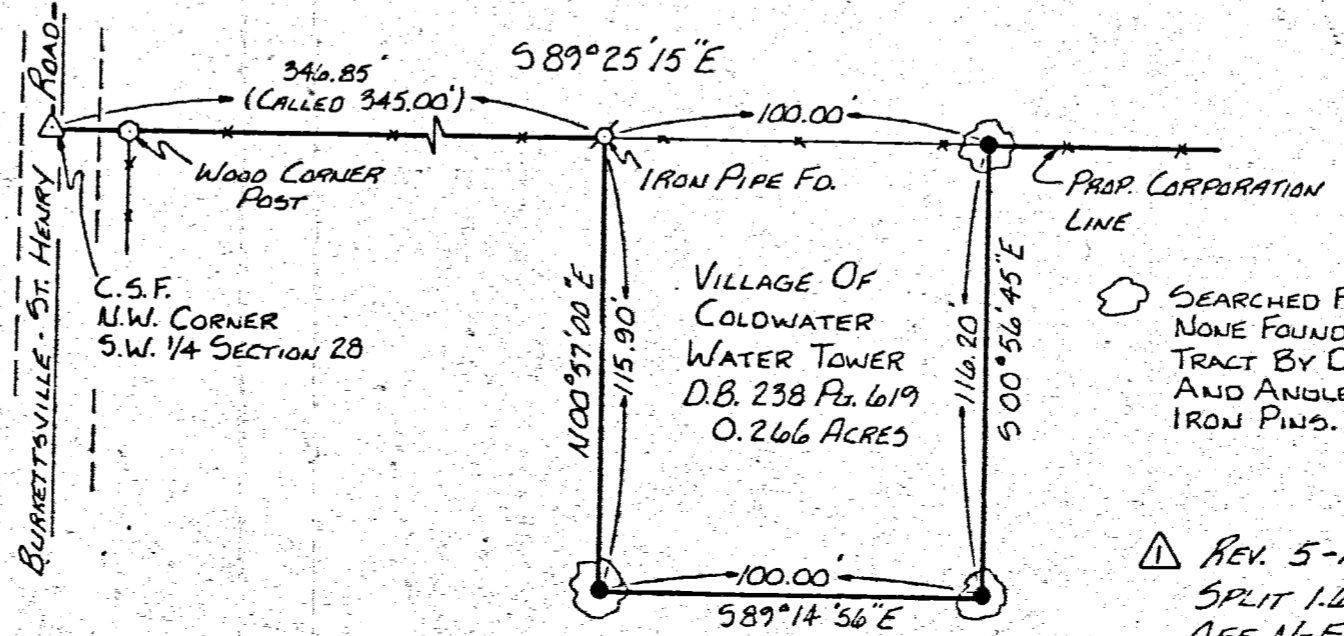 S89°25'15"E
346.85'
(CALLED 345.00')
100.00'
BURKETTSVILLE - ST. HENRY ROAD
WOOD CORNER
POST
IRON PIPE FD.
PROP. CORPORATION
LINE
C.S.F.
N.W. CORNER
S.W. 1/4 SECTION 28
N00°57'00"E
115.90'
VILLAGE OF
COLDWATER
WATER TOWER
D.B. 238 PG. 619
0.266 ACRES
116.20'
S00°56'45"E
SEARCHED
NONE FOUND
TRACT BY
AND ANGLE
IRON PINS.
100.00'
S89°14'56"E
1 REV. 5-
SPLIT